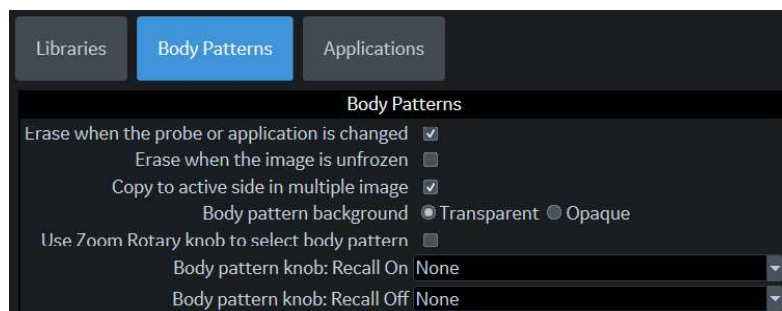 Libraries Body Patterns Applications
Body Patterns
Erase when the probe or application is changed
Erase when the image is unfrozen
Copy to active side in multiple image
Body pattern background Transparent Opaque
Use Zoom Rotary knob to select body pattern
Body pattern knob: Recall On None
Body pattern knob: Recall Off None